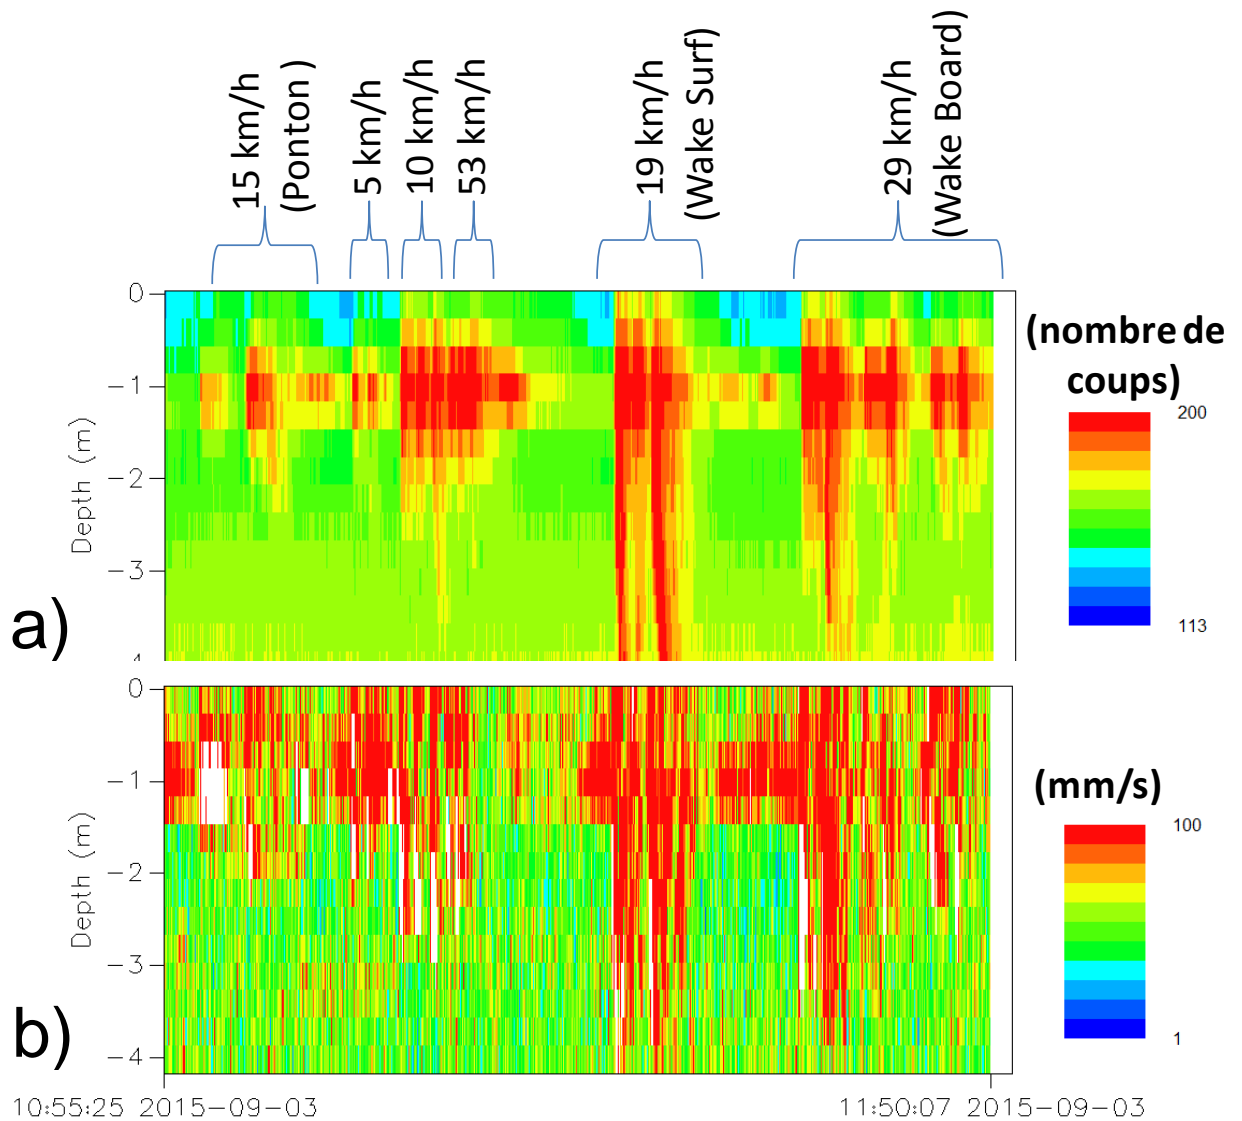 15 km/h
(Ponton )
5 km/h
10 km/h
53 km/h
19 km/h
(Wake Surf)
29 km/h
(Wake Board)
0
−1
−2
−3
4
Depth (m)
a)
(nombre de
coups)
200
113
0
−1
−2
−3
−4
Depth (m)
b)
(mm/s)
100
1
10:55:25 2015−09−03
11:50:07 2015−09−03